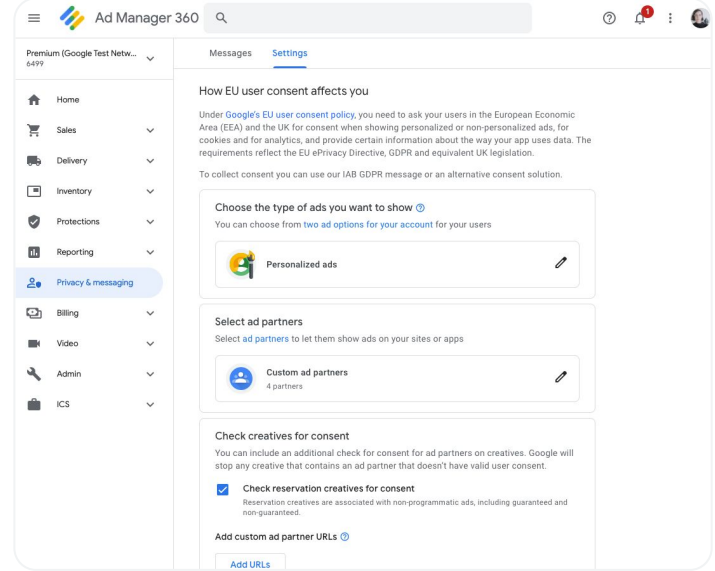 Ad Manager 360
1
Premium (Google Test Netw...
6499
Home
Sales
Delivery
Inventory
Protections
Reporting
Privacy & messaging
Billing
Video
Admin
ICS
Messages Settings
How EU user consent affects you
Under Google's EU user consent policy, you need to ask your users in the European Economic
Area (EEA) and the UK for consent when showing personalized or non-personalized ads, for
cookies and for analytics, and provide certain information about the way your app uses data. The
requirements reflect the EU ePrivacy Directive, GDPR and equivalent UK legislation.
To collect consent you can use our IAB GDPR message or an alternative consent solution.
Choose the type of ads you want to show
You can choose from two ad options for your account for your users
Personalized ads
Select ad partners
Select ad partners to let them show ads on your sites or apps
Custom ad partners
4 partners
Check creatives for consent
You can include an additional check for consent for ad partners on creatives. Google will
stop any creative that contains an ad partner that doesn't have valid user consent.
Check reservation creatives for consent
Reservation creatives are associated with non-programmatic ads, including guaranteed and
non-guaranteed.
Add custom ad partner URLs
Add URLs